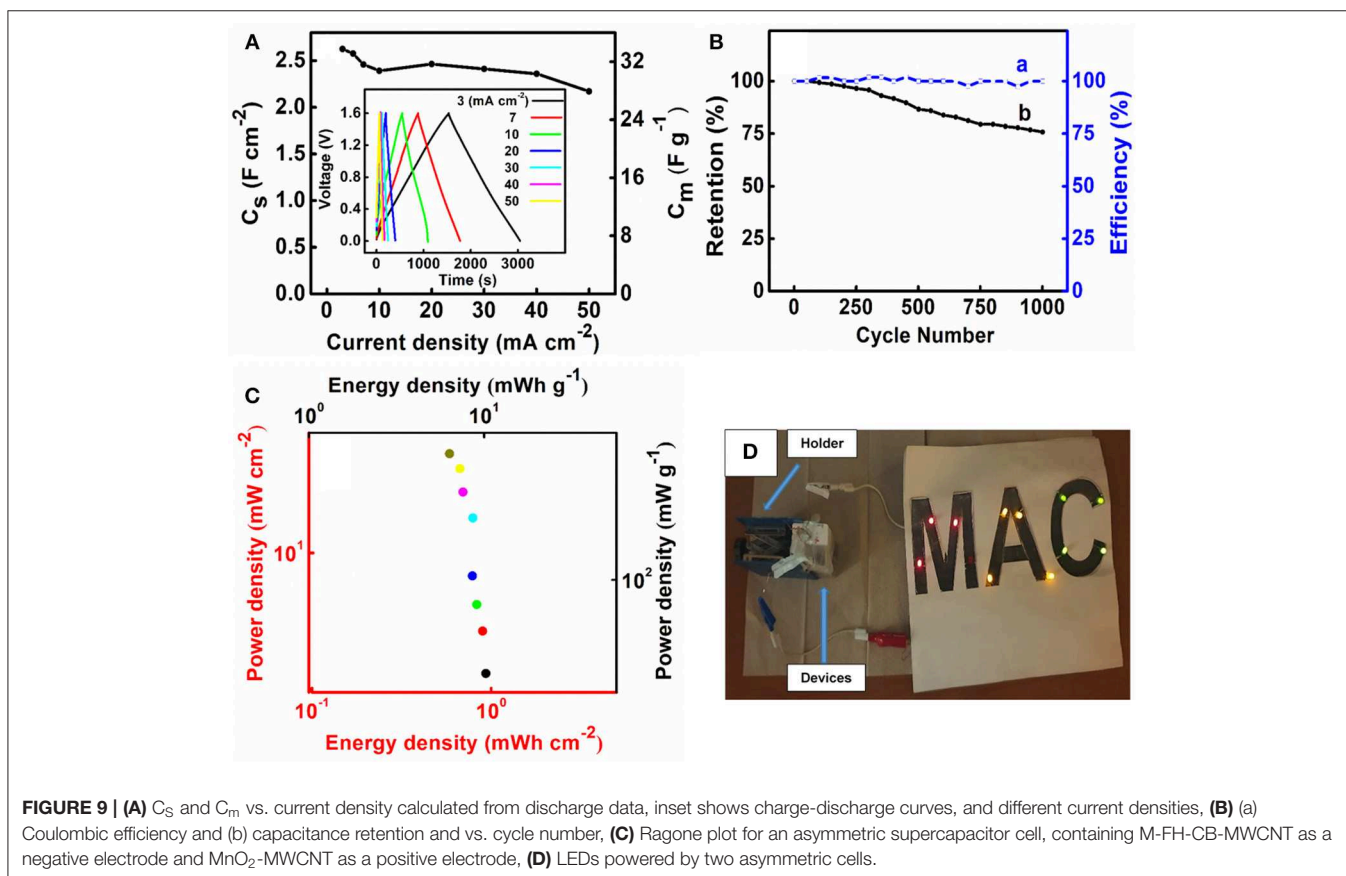 A
2.5
2.0
1.5
1.0
0.5
0.0
C_S (F cm^-2)
32
24
16
8
0
C_m (F g^-1)
0 10 20 30 40 50
Current density (mA cm^-2)
3 (mA cm^-2)
7
10
20
30
40
50
1.6
1.2
0.8
0.4
0.0
Voltage (V)
0 1000 2000 3000
Time (s)
B
100
75
50
25
0
Retention (%)
a
b
100
75
50
25
0
Efficiency (%)
0 250 500 750 1000
Cycle Number
C
Energy density (mWh g^-1)
10^0 10^1
Power density (mW cm^-2)
10^1
Power density (mW g^-1)
10^2
10^-1 10^0
Energy density (mWh cm^-2)
D
Holder
MAC
Devices
FIGURE 9 | (A) C_S and C_m vs. current density calculated from discharge data, inset shows charge-discharge curves, and different current densities, (B) (a)
Coulombic efficiency and (b) capacitance retention and vs. cycle number, (C) Ragone plot for an asymmetric supercapacitor cell, containing M-FH-CB-MWCNT as a
negative electrode and MnO_2-MWCNT as a positive electrode, (D) LEDs powered by two asymmetric cells.